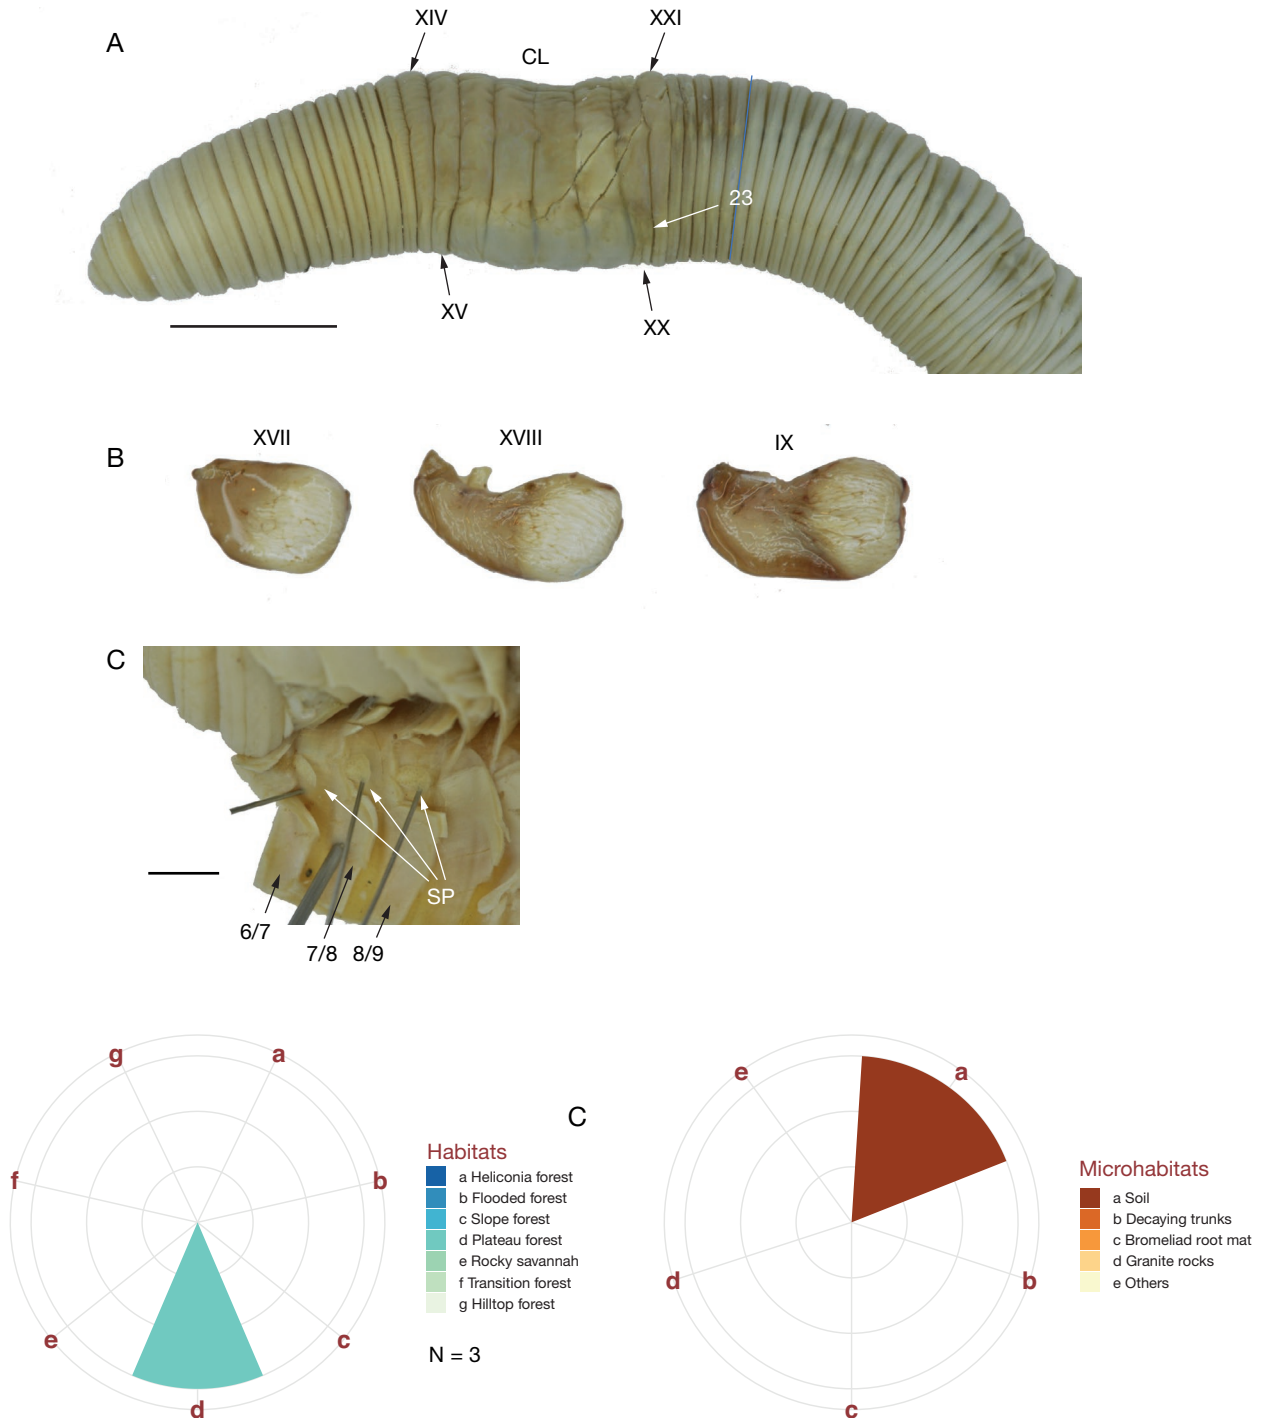 A
XIV
XXI
CL
23
XV
XX
B
XVII
XVIII
IX
C
SP
6/7
7/8
8/9
g
a
f
b
e
c
d
Habitats
a Heliconia forest
b Flooded forest
c Slope forest
d Plateau forest
e Rocky savannah
f Transition forest
g Hilltop forest
N = 3
C
e
a
d
b
c
Microhabitats
a Soil
b Decaying trunks
c Bromeliad root mat
d Granite rocks
e Others